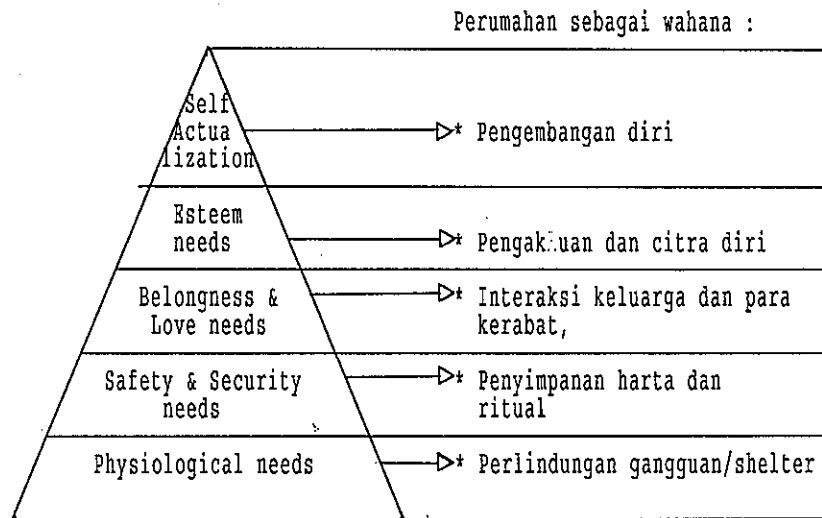 Perumahan sebagai wahana :
Self
Actua
lization
* Pengembangan diri
Esteem
needs
* Pengakuan dan citra diri
Belongness &
Love needs
* Interaksi keluarga dan para
kerabat,
Safety & Security
needs
* Penyimpanan harta dan
ritual
Physiological needs
* Perlindungan gangguan/shelter